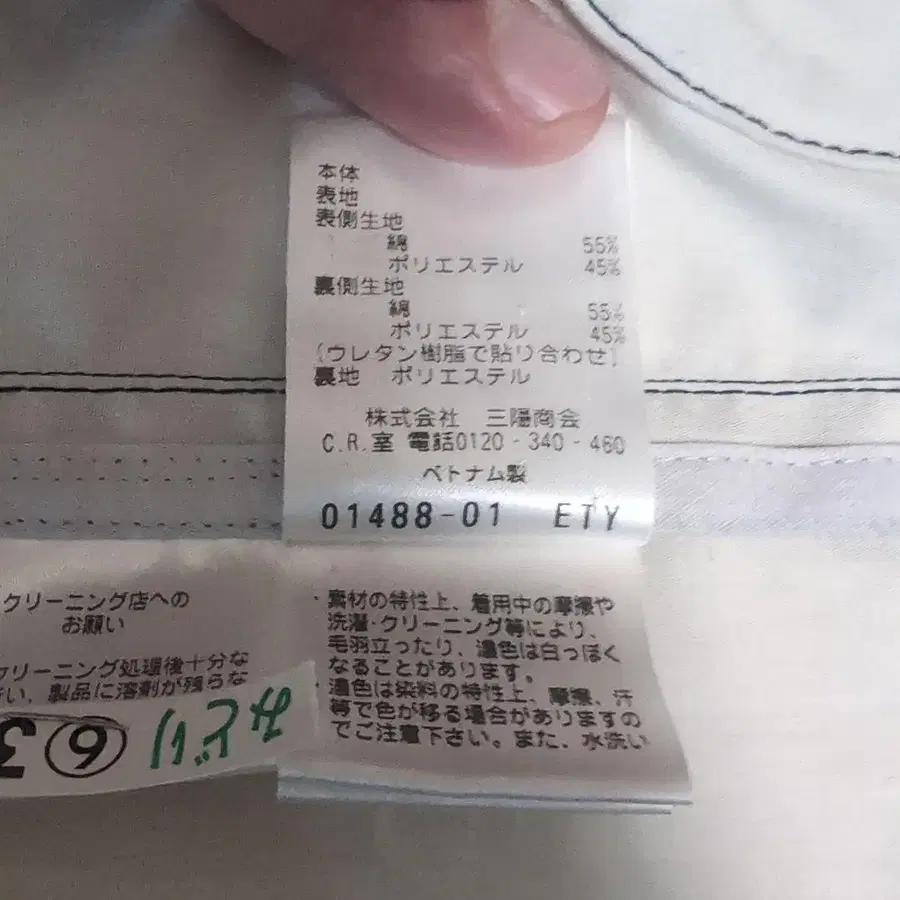 本体
表地
表側生地
綿 55%
ポリエステル 45%
裏側生地
綿 55%
ポリエステル 45%
(ウレタン樹脂で貼り合わせ)
裏地 ポリエステル
株式会社 三陽商会
C.R.室 電話0120-340-460
ベトナム製
01488-01 ETY
クリーニング店への
お願い
クリーニング処理後十分な
い、製品に溶剤が残らな
みどり
6 3
・素材の特性上、着用中の摩擦や
洗濯・クリーニング等により、
毛羽立ったり、濃色は白っぽく
なることがあります。
・濃色は染料の特性上、摩擦、汗
等で色が移る場合がありますの
でご注意下さい。また、水洗い